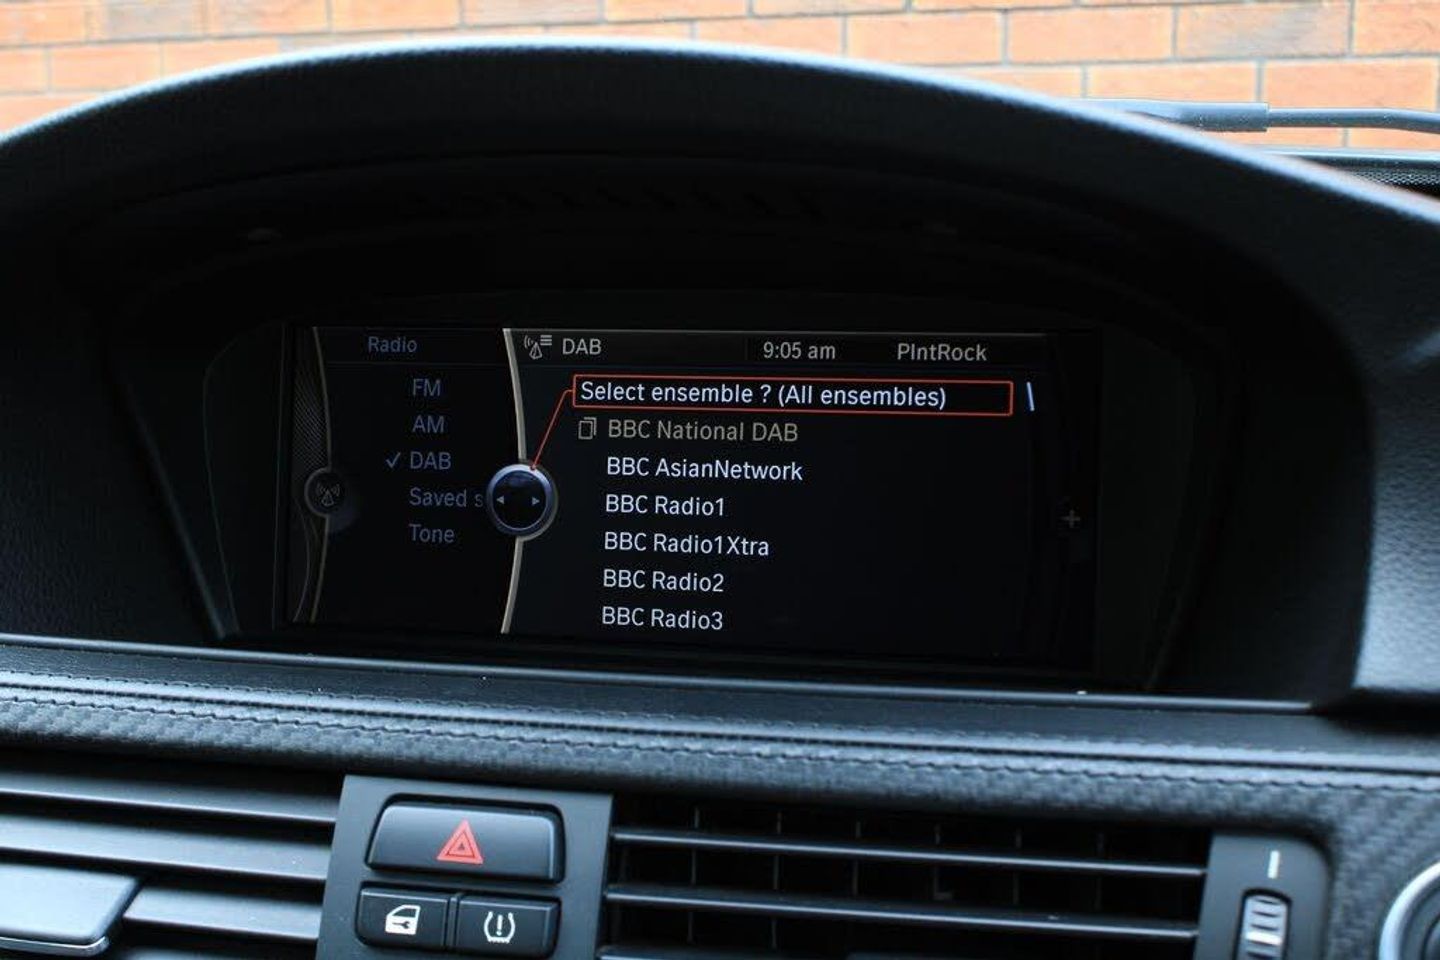 Radio
FM
AM
DAB
Saved s
Tone
DAB 9:05 am PlntRock
Select ensemble ? (All ensembles)
BBC National DAB
BBC AsianNetwork
BBC Radio1
BBC Radio1Xtra
BBC Radio2
BBC Radio3